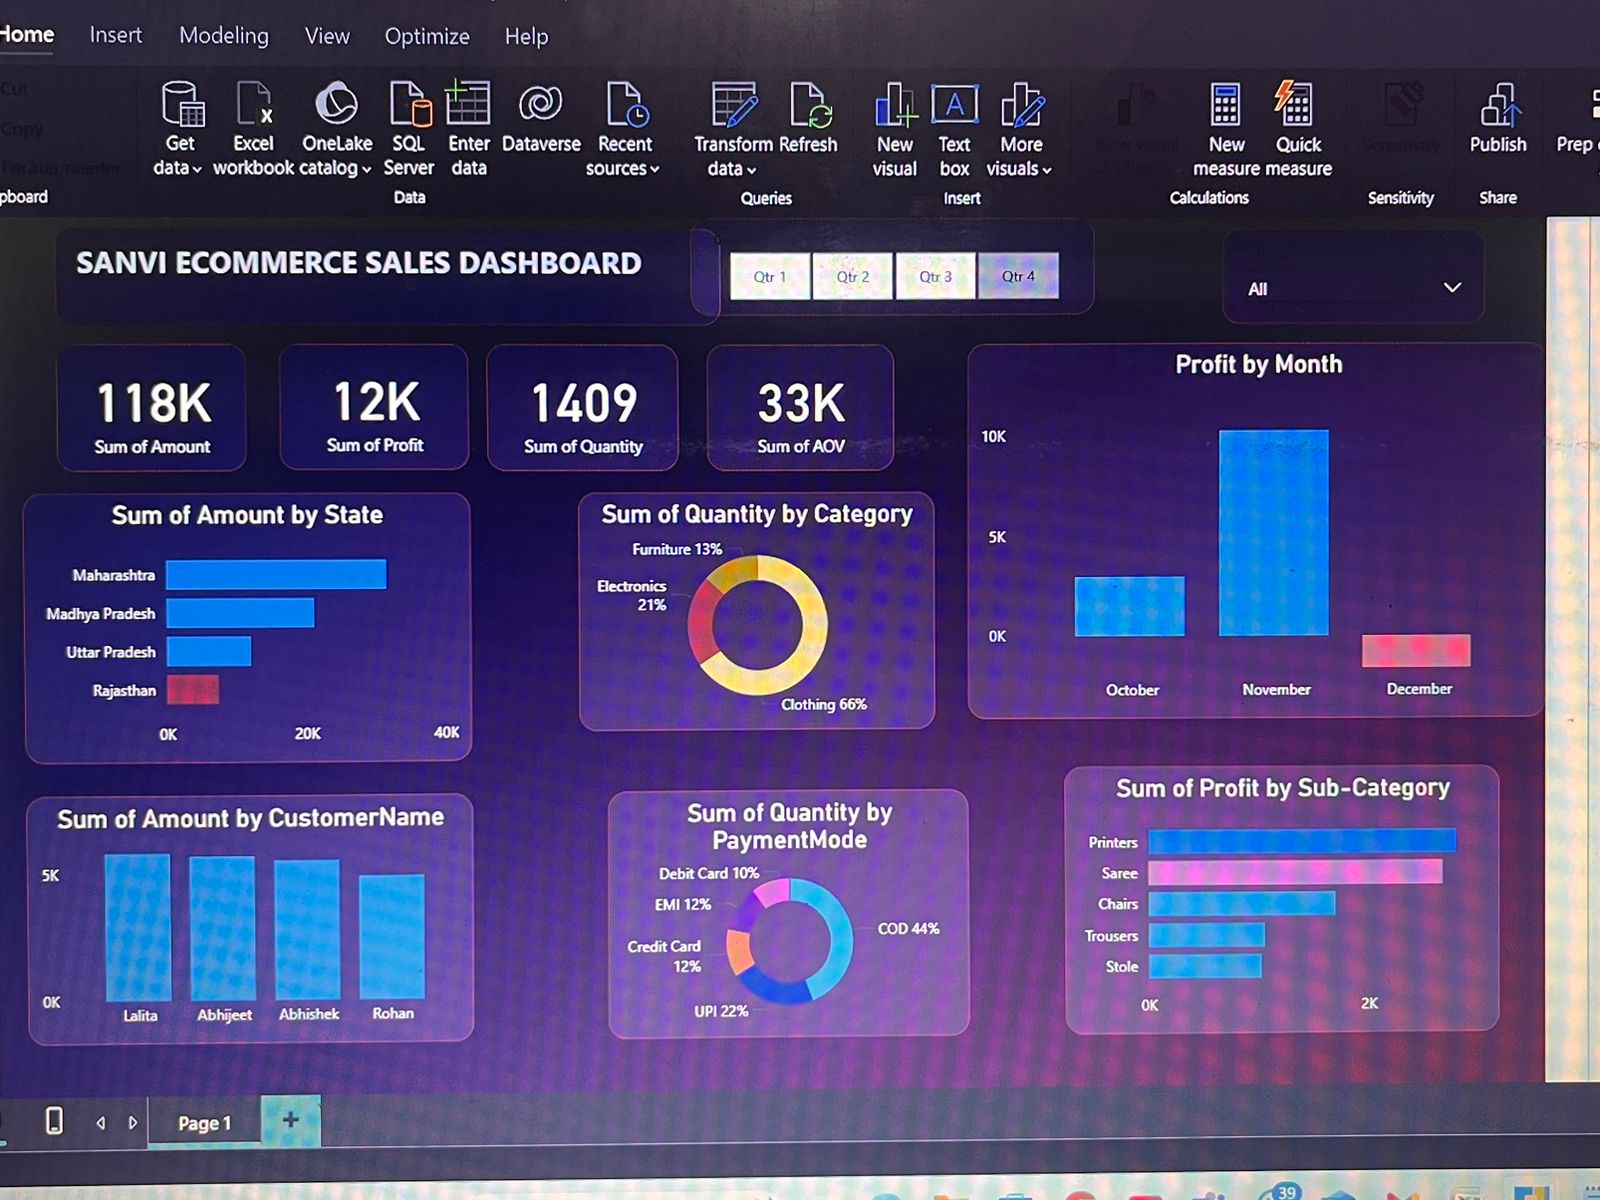 Home Insert Modeling View Optimize Help
Cut
Copy
Format painter
pboard
Get data
Excel workbook
OneLake catalog
SQL Server
Enter data
Dataverse
Recent sources
Data
Transform data
Refresh
Queries
New visual
Text box
More visuals
Insert
New visual
New measure
Quick measure
Calculations
Sensitivity
Sensitivity
Publish
Share
Prep
SANVI ECOMMERCE SALES DASHBOARD
Qtr 1 Qtr 2 Qtr 3 Qtr 4
All
118K
Sum of Amount
12K
Sum of Profit
1409
Sum of Quantity
33K
Sum of AOV
Profit by Month
10K
5K
0K
October November December
Sum of Amount by State
Maharashtra
Madhya Pradesh
Uttar Pradesh
Rajasthan
0K 20K 40K
Sum of Quantity by Category
Furniture 13%
Electronics
21%
Clothing 66%
Sum of Amount by CustomerName
5K
0K
Lalita Abhijeet Abhishek Rohan
Sum of Quantity by
PaymentMode
Debit Card 10%
EMI 12%
COD 44%
Credit Card
12%
UPI 22%
Sum of Profit by Sub-Category
Printers
Saree
Chairs
Trousers
Stole
0K 2K
Page 1
39